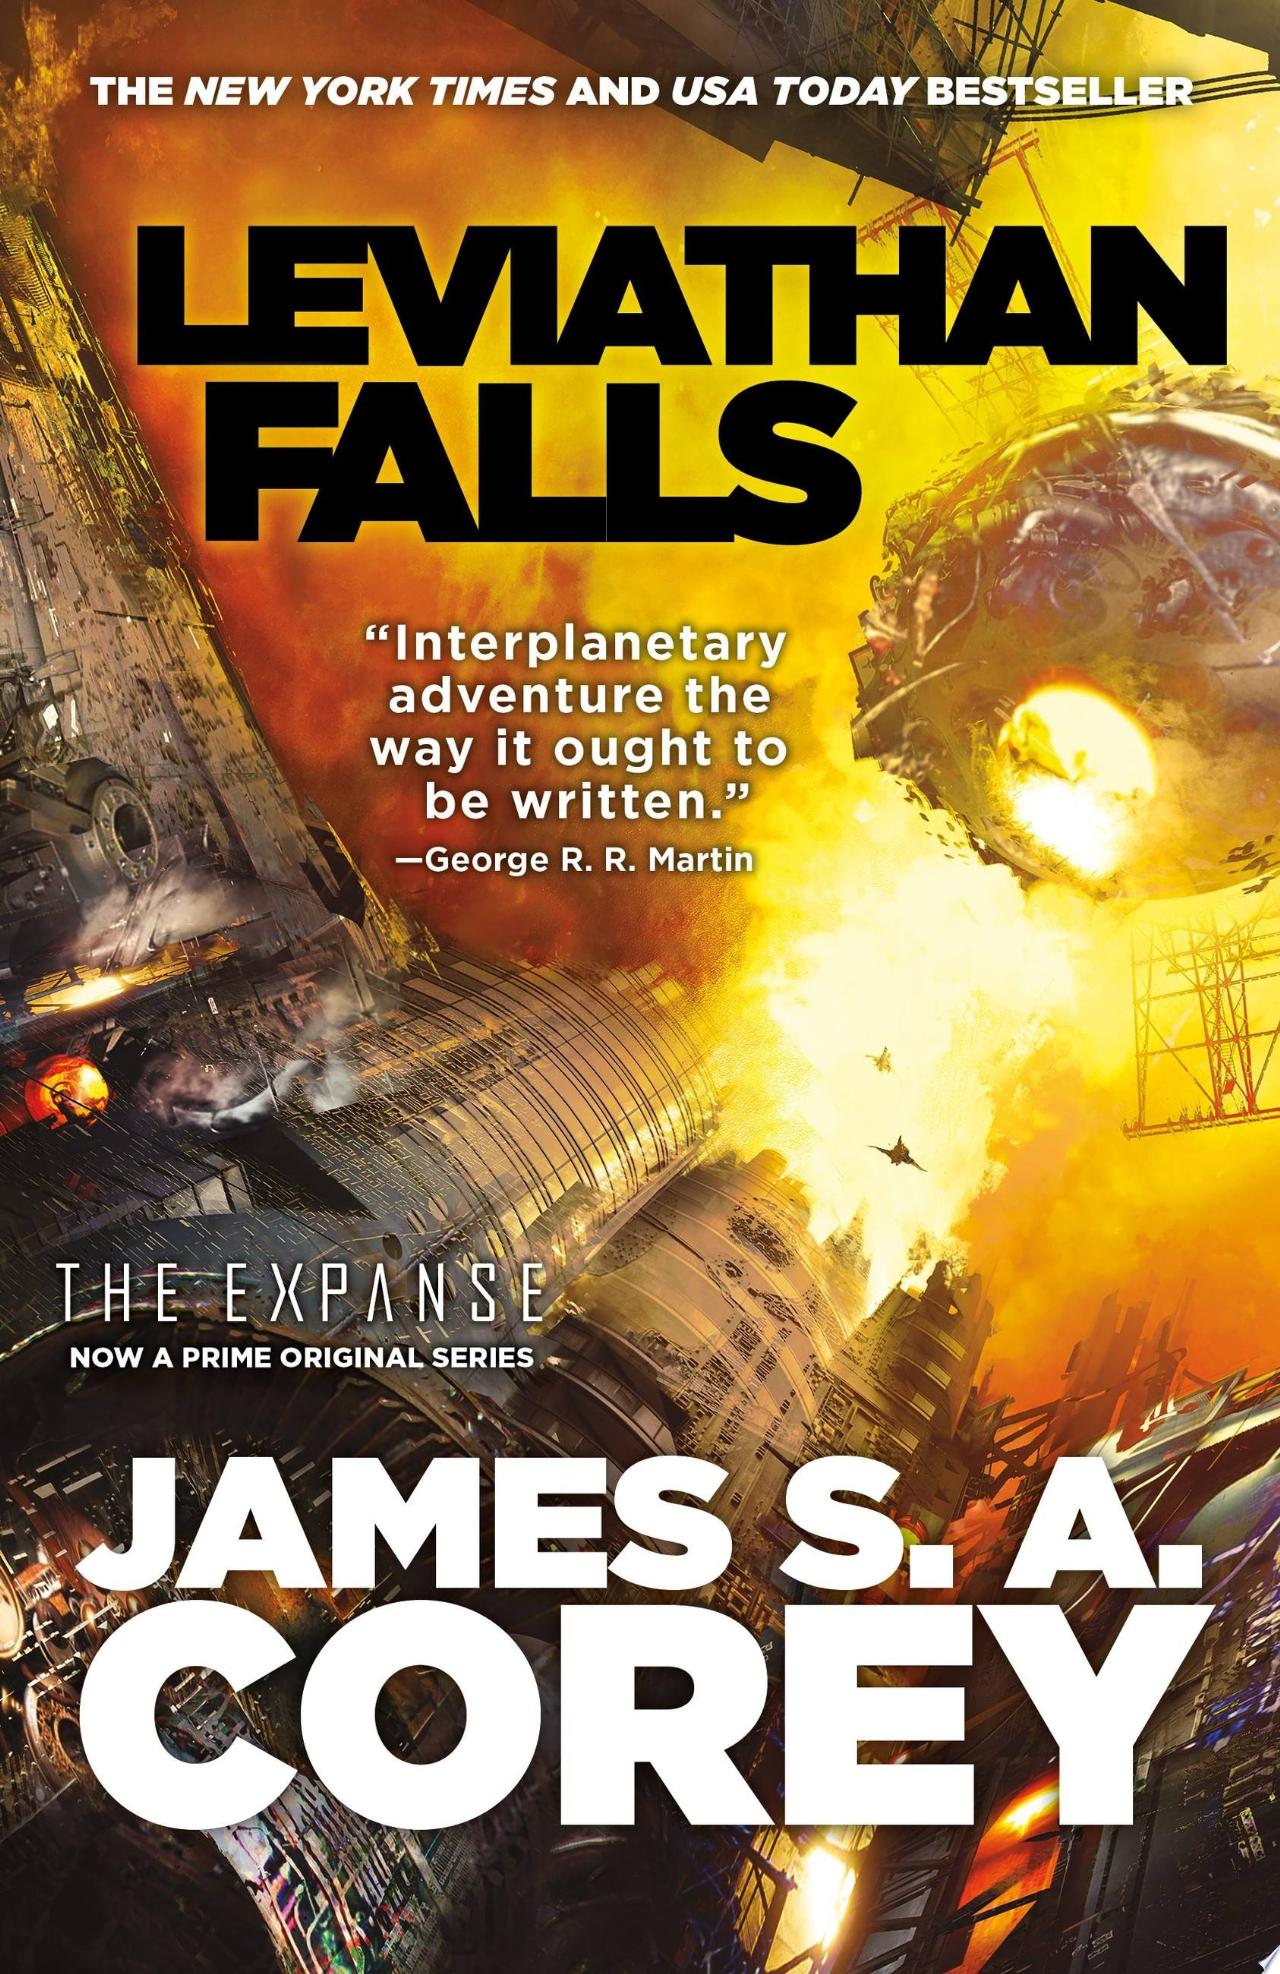 THE NEW YORK TIMES AND USA TODAY BESTSELLER
LEVIATHAN
FALLS
“Interplanetary
adventure the
way it ought to
be written.”
—George R. R. Martin
THE EXPANSE
NOW A PRIME ORIGINAL SERIES
JAMES S. A.
COREY